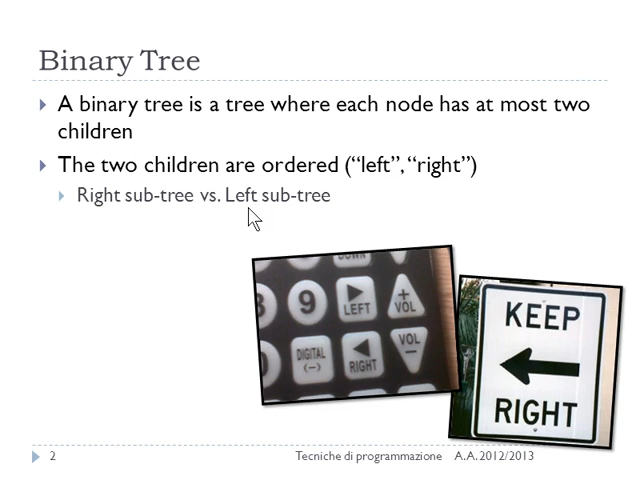 Binary Tree
A binary tree is a tree where each node has at most two
children
The two children are ordered (“left”, “right”)
Right sub-tree vs. Left sub-tree
DOWN
9
LEFT
+
VOL
DIGITAL
(-)
RIGHT
VOL
-
KEEP
RIGHT
2
Tecniche di programmazione A.A. 2012/2013